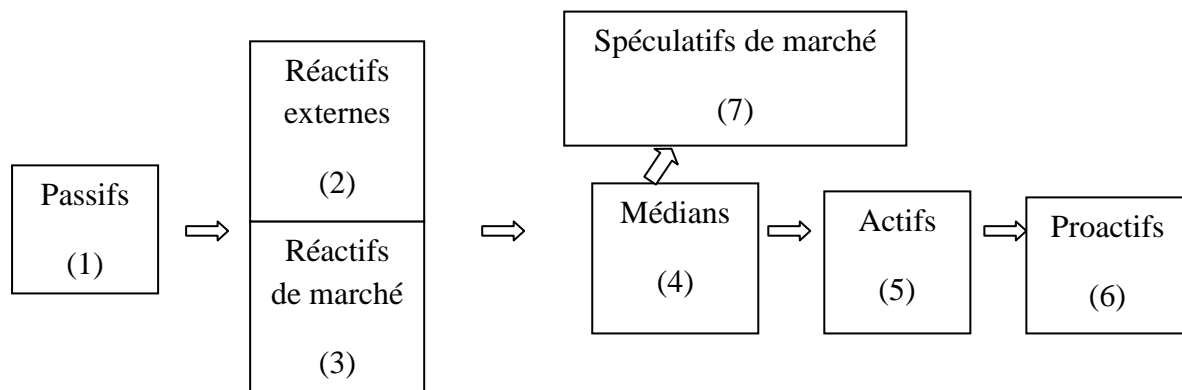 Passifs
(1)
Réactifs
externes
(2)
Réactifs
de marché
(3)
Spéculatifs de marché
(7)
Médians
(4)
Actifs
(5)
Proactifs
(6)